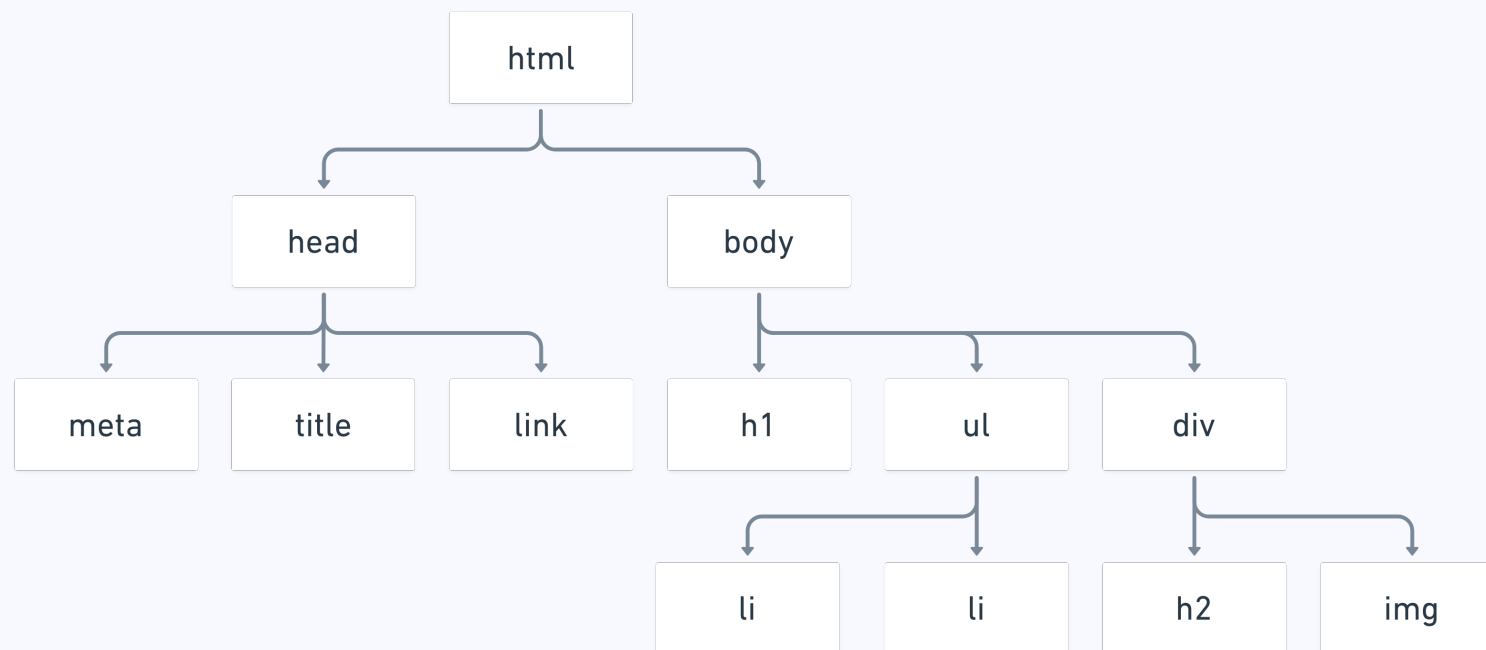 html
head
body
meta
title
link
h1
ul
div
li
li
h2
img